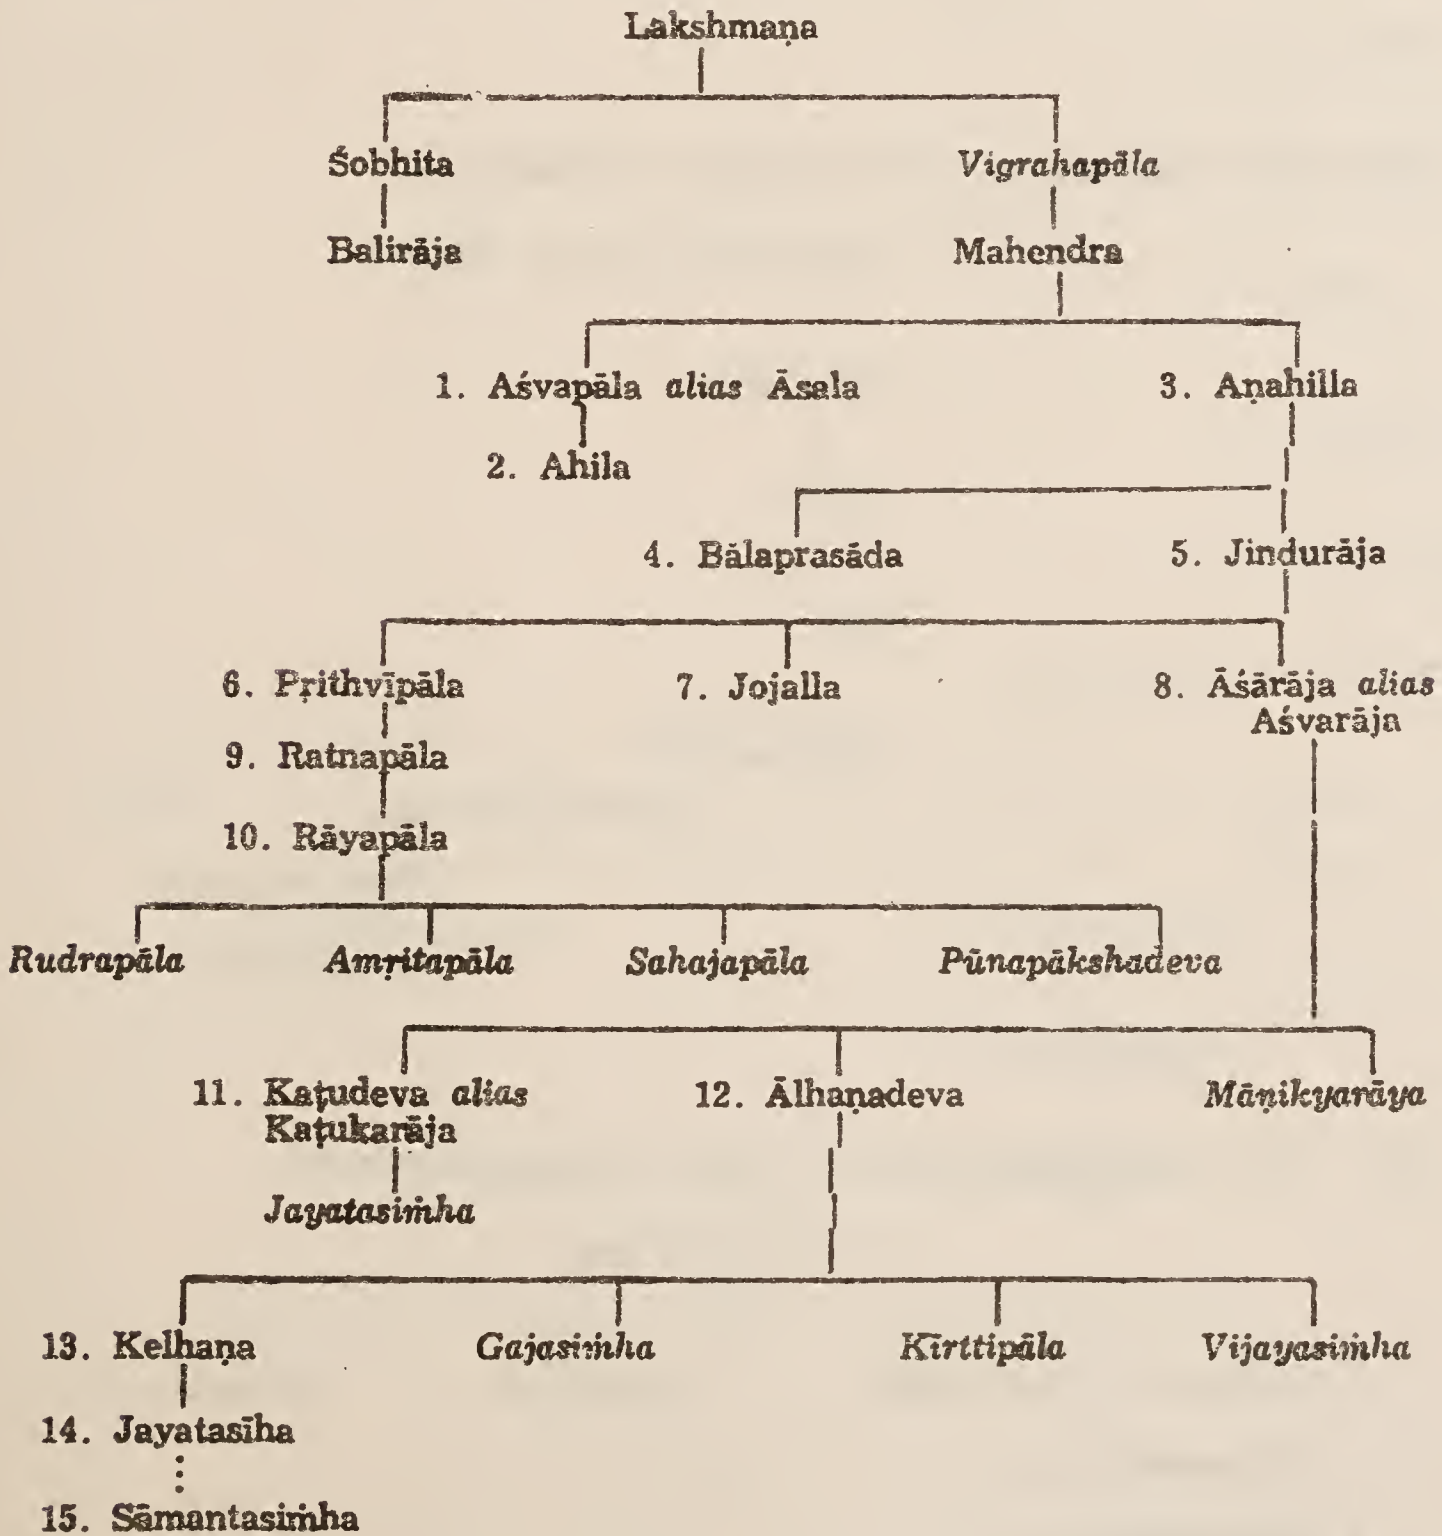 Lakshmaṇa
Śobhita Vigrahapāla
Balirāja Mahendra
1. Aśvapāla alias Āsala 3. Aṇahilla
2. Ahila
4. Bālaprasāda 5. Jindurāja
6. Pṛithvīpāla 7. Jojalla 8. Āśārāja alias
Aśvarāja
9. Ratnapāla
10. Rāyapāla
Rudrapāla Amṛitapāla Sahajapāla Pūnapākshadeva
11. Kaṭudeva alias 12. Ālhaṇadeva Māṇikyarāya
Kaṭukarāja
Jayatasiṁha
13. Kelhaṇa Gajasiṁha Kīrttipāla Vijayasiṁha
14. Jayatasīha
15. Sāmantasiṁha